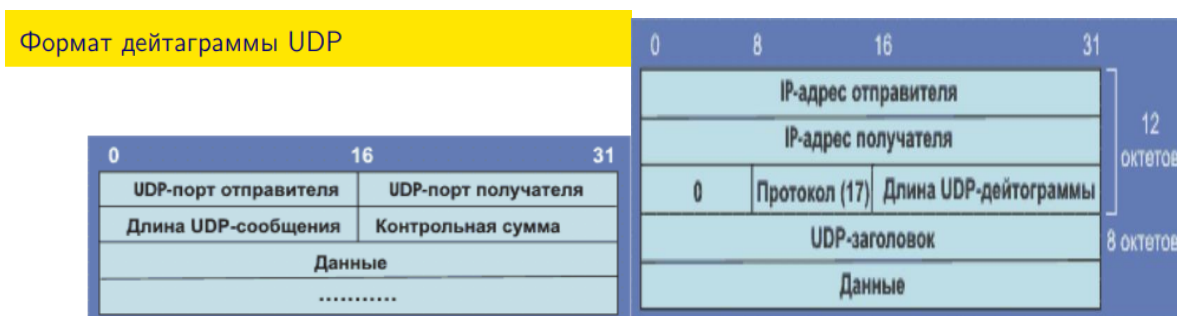 Формат дейтаграммы UDP
0 16 31
UDP-порт отправителя UDP-порт получателя
Длина UDP-сообщения Контрольная сумма
Данные
...........
0 8 16 31
IP-адрес отправителя
IP-адрес получателя
0 Протокол (17) Длина UDP-дейтограммы
12
октетов
UDP-заголовок 8 октетов
Данные